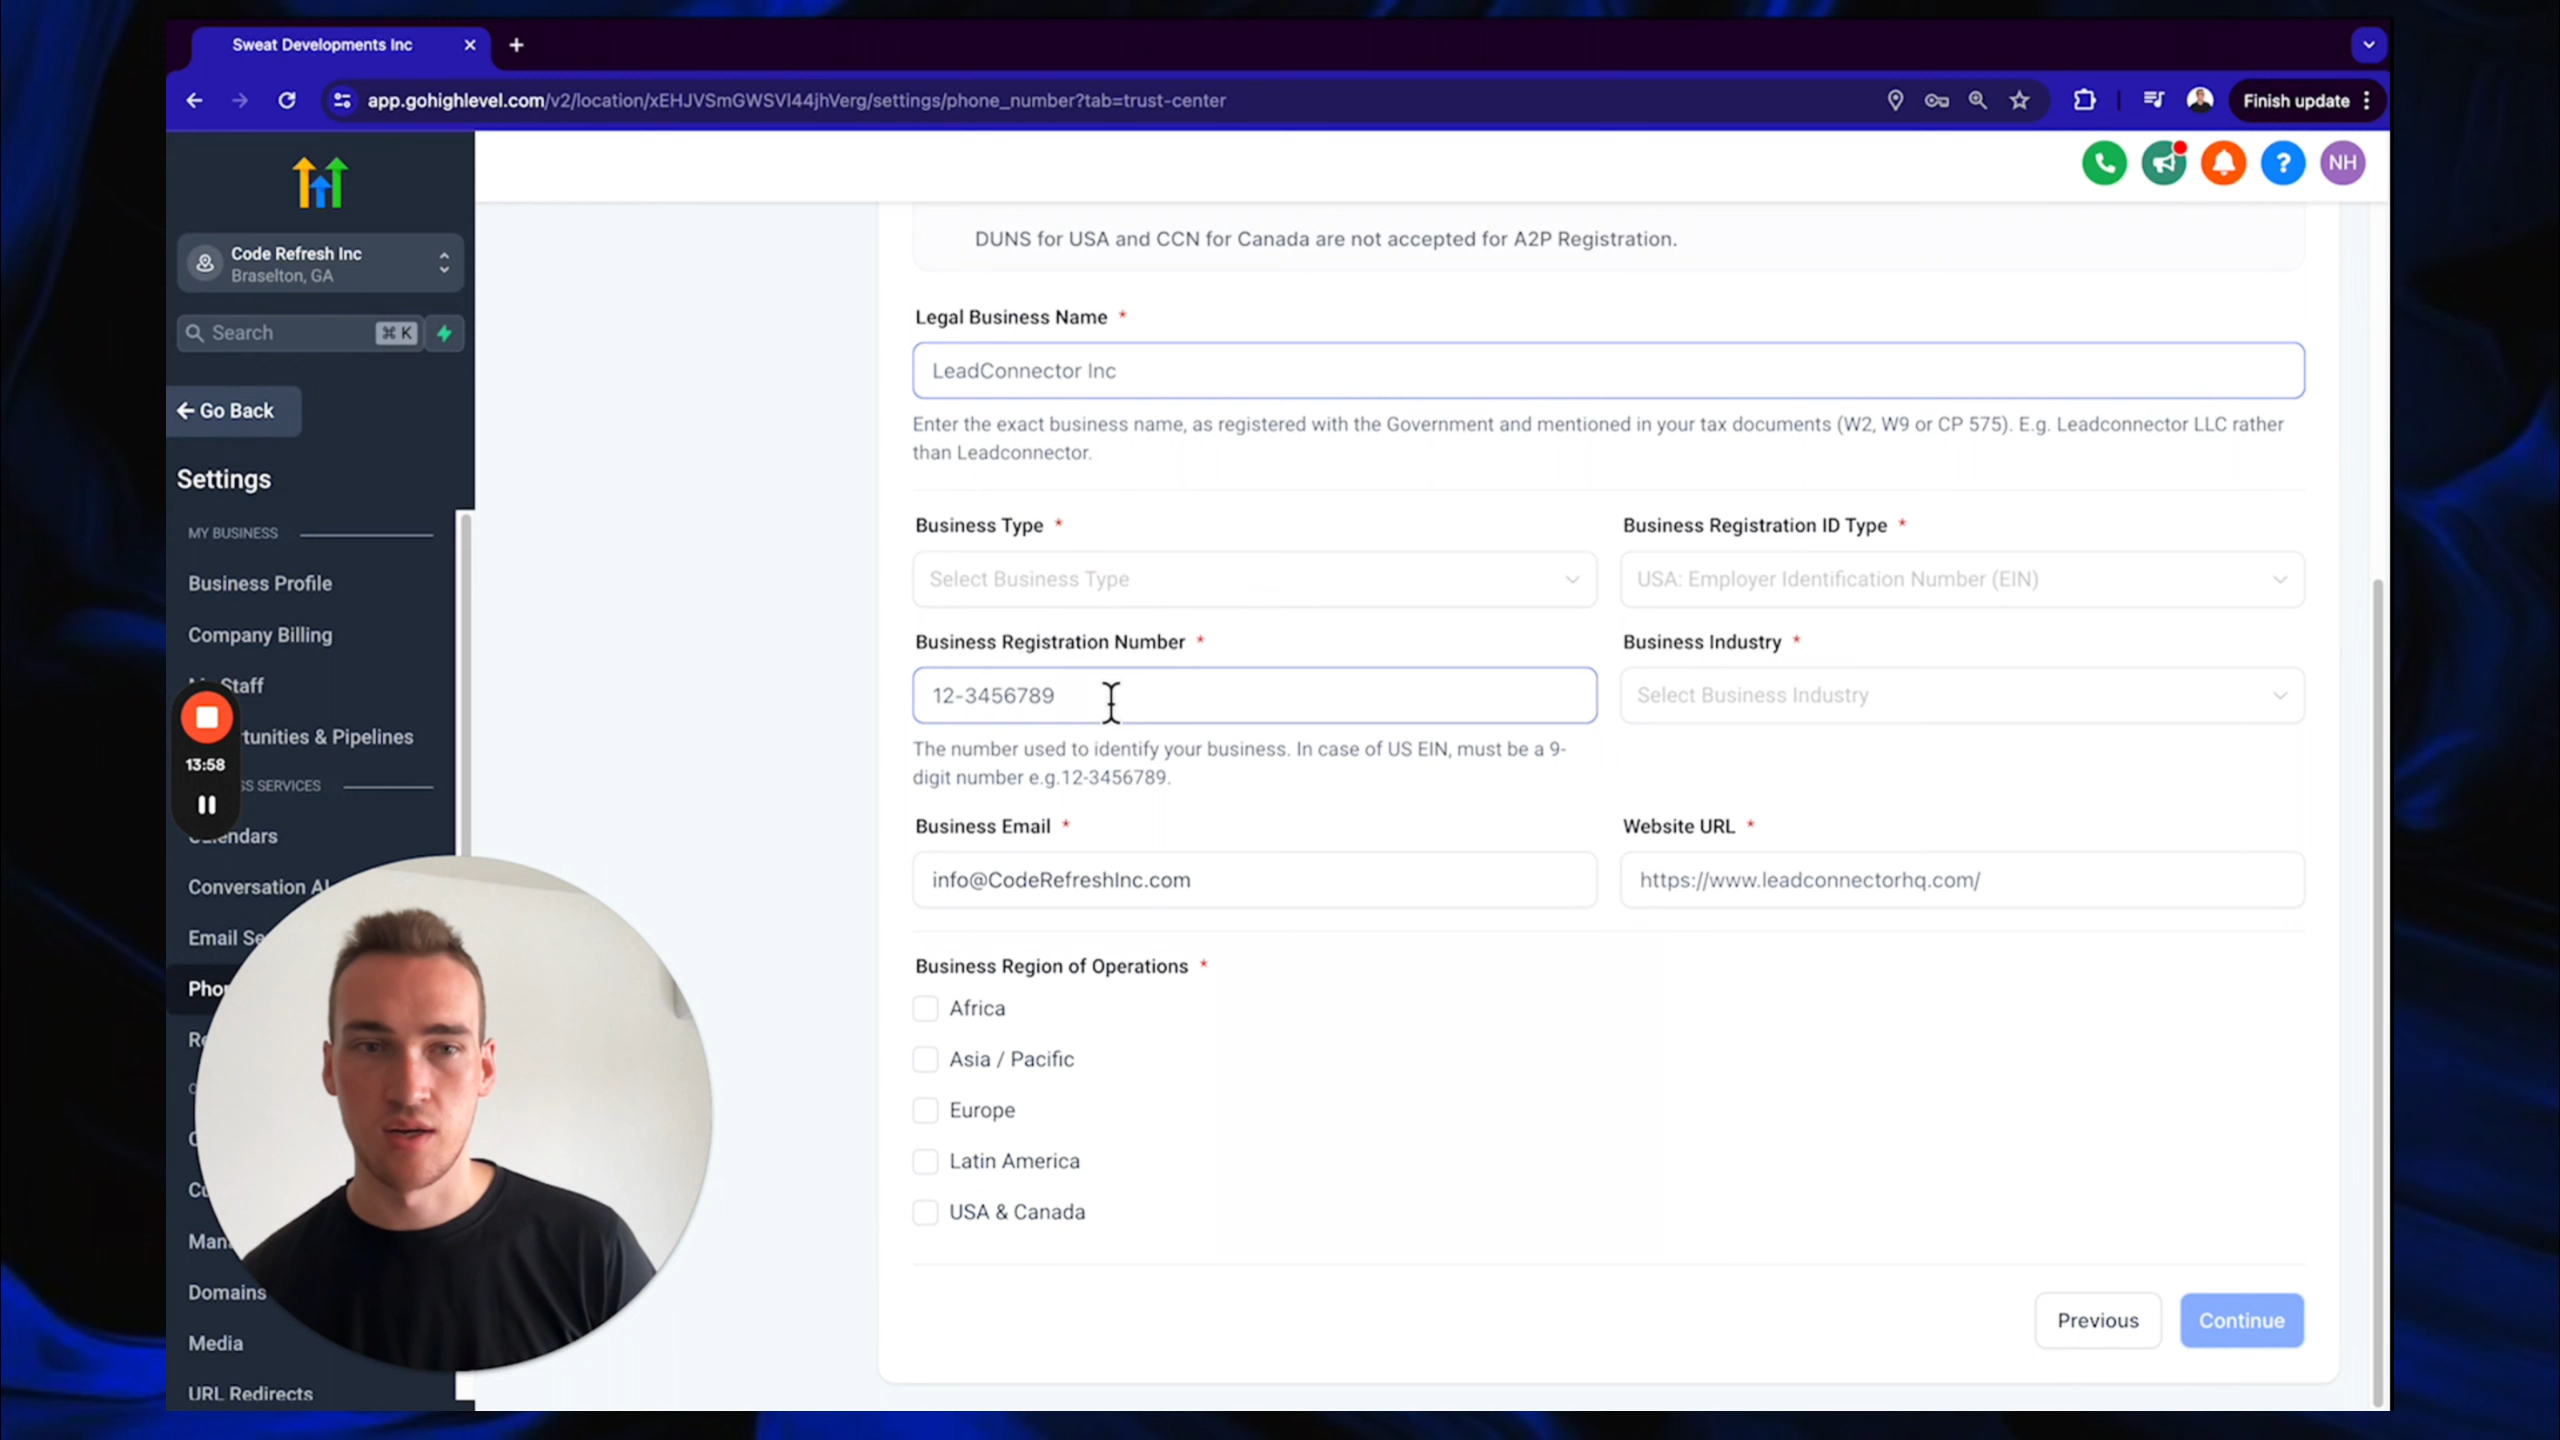 Sweat Developments Inc
app.gohighlevel.com/v2/location/xEHJVSmGWSVl44jhVerg/settings/phone_number?tab=trust-center
Finish update
NH
Code Refresh Inc
Braselton, GA
Search
⌘ K
Go Back
Settings
MY BUSINESS
Business Profile
Company Billing
Staff
tunities & Pipelines
13:58
SS SERVICES
endars
Conversation AI
Email Se
Pho
Man
Domains
Media
URL Redirects
DUNS for USA and CCN for Canada are not accepted for A2P Registration.
Legal Business Name *
LeadConnector Inc
Enter the exact business name, as registered with the Government and mentioned in your tax documents (W2, W9 or CP 575). E.g. Leadconnector LLC rather
than Leadconnector.
Business Type *
Business Registration ID Type *
Select Business Type
USA: Employer Identification Number (EIN)
Business Registration Number *
Business Industry *
12-3456789
Select Business Industry
The number used to identify your business. In case of US EIN, must be a 9-
digit number e.g.12-3456789.
Business Email *
Website URL *
info@CodeRefreshInc.com
https://www.leadconnectorhq.com/
Business Region of Operations *
Africa
Asia / Pacific
Europe
Latin America
USA & Canada
Previous
Continue